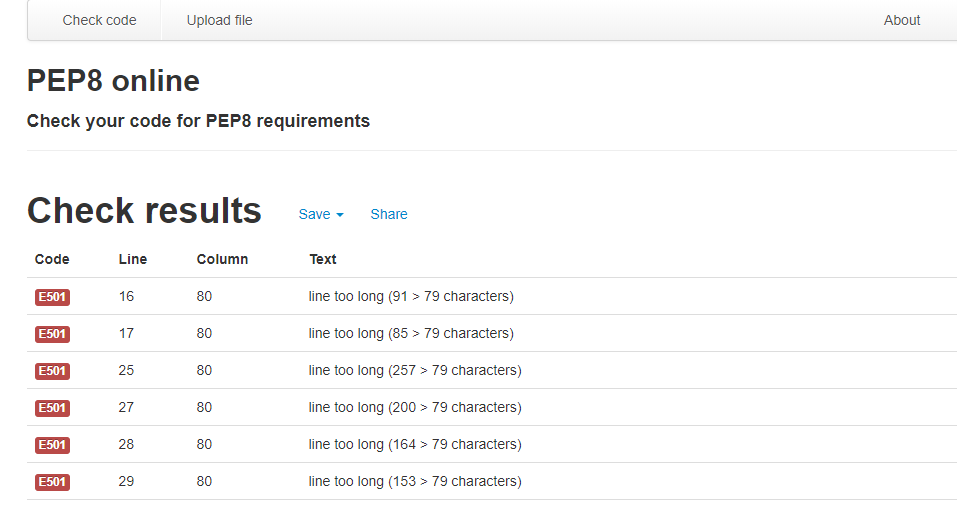 Check code Upload file About
PEP8 online
Check your code for PEP8 requirements
Check results Save Share
Code Line Column Text
E501 16 80 line too long (91 > 79 characters)
E501 17 80 line too long (85 > 79 characters)
E501 25 80 line too long (257 > 79 characters)
E501 27 80 line too long (200 > 79 characters)
E501 28 80 line too long (164 > 79 characters)
E501 29 80 line too long (153 > 79 characters)